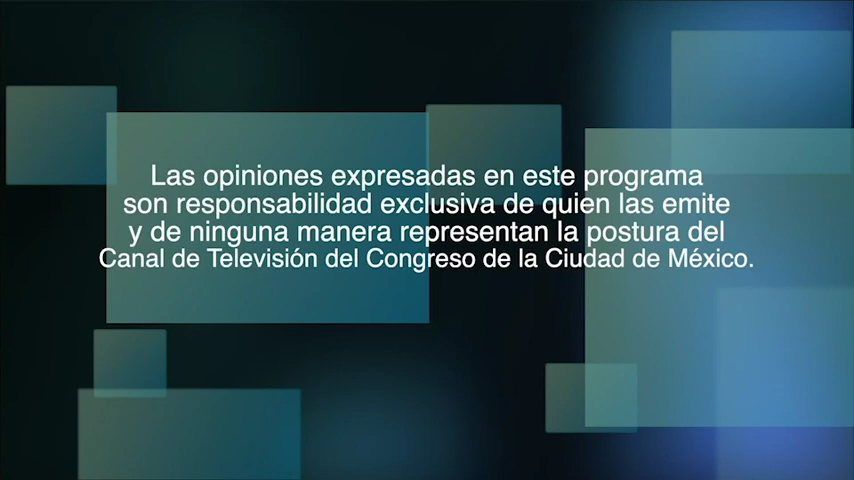 Las opiniones expresadas en este programa
son responsabilidad exclusiva de quien las emite
y de ninguna manera representan la postura del
Canal de Televisión del Congreso de la Ciudad de México.